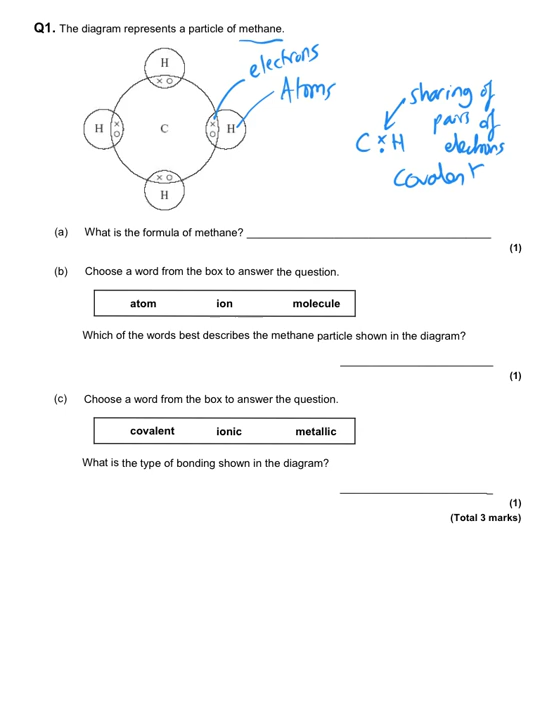 Q1. The diagram represents a particle of methane.
H
x o
H
x
o
C
x
o
H
x o
H
electrons
Atoms
sharing of
pairs of
electrons
C x H
Covalent
(a) What is the formula of methane?
(1)
(b) Choose a word from the box to answer the question.
atom ion molecule
Which of the words best describes the methane particle shown in the diagram?
(1)
(c) Choose a word from the box to answer the question.
covalent ionic metallic
What is the type of bonding shown in the diagram?
(1)
(Total 3 marks)